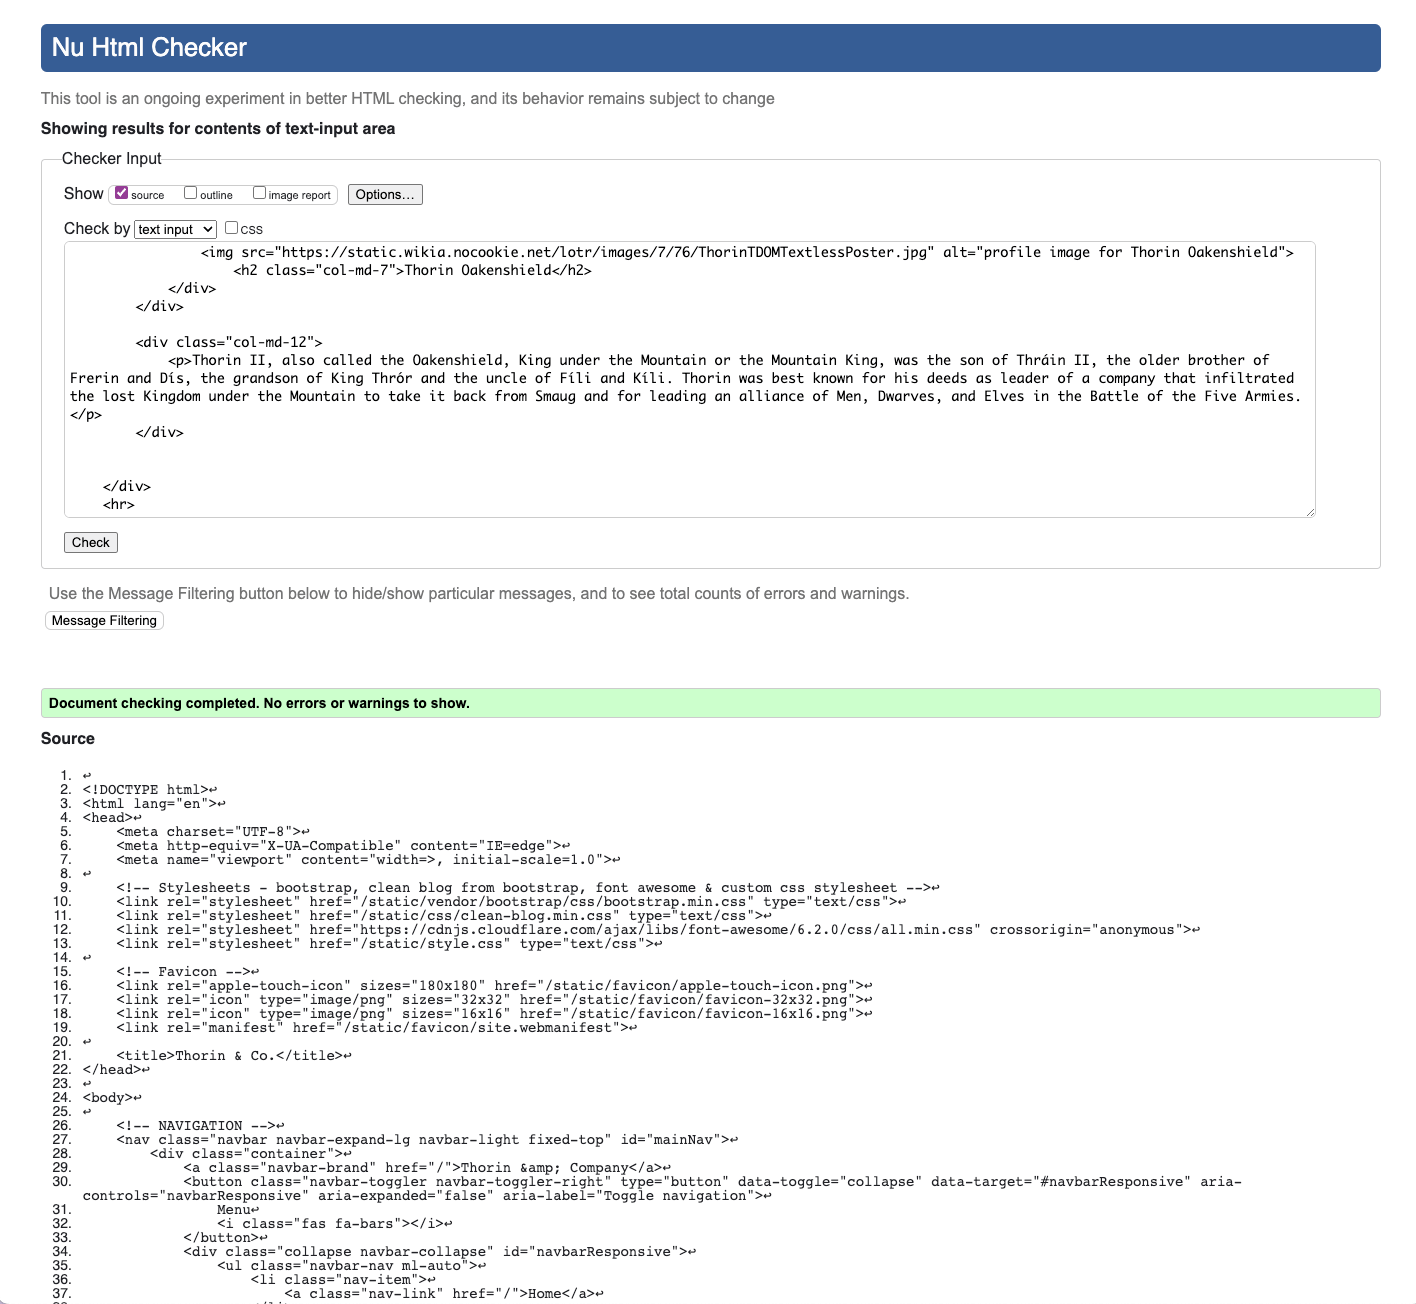 Nu Html Checker
This tool is an ongoing experiment in better HTML checking, and its behavior remains subject to change
Showing results for contents of text-input area
Checker Input
Show source outline image report Options...
Check by text input css
<img src="https://static.wikia.nocookie.net/lotr/images/7/76/ThorinTDOMTextlessPoster.jpg" alt="profile image for Thorin Oakenshield">
<h2 class="col-md-7">Thorin Oakenshield</h2>
</div>
</div>
<div class="col-md-12">
<p>Thorin II, also called the Oakenshield, King under the Mountain or the Mountain King, was the son of Thráin II, the older brother of
Frerin and Dís, the grandson of King Thrór and the uncle of Fíli and Kíli. Thorin was best known for his deeds as leader of a company that infiltrated
the lost Kingdom under the Mountain to take it back from Smaug and for leading an alliance of Men, Dwarves, and Elves in the Battle of the Five Armies.
</p>
</div>
</div>
<hr>
Check
Use the Message Filtering button below to hide/show particular messages, and to see total counts of errors and warnings.
Message Filtering
Document checking completed. No errors or warnings to show.
Source
1. ↩
2. <!DOCTYPE html>↩
3. <html lang="en">↩
4. <head>↩
5. <meta charset="UTF-8">↩
6. <meta http-equiv="X-UA-Compatible" content="IE=edge">↩
7. <meta name="viewport" content="width=>, initial-scale=1.0">↩
8. ↩
9. <!-- Stylesheets - bootstrap, clean blog from bootstrap, font awesome & custom css stylesheet -->↩
10. <link rel="stylesheet" href="/static/vendor/bootstrap/css/bootstrap.min.css" type="text/css">↩
11. <link rel="stylesheet" href="/static/css/clean-blog.min.css" type="text/css">↩
12. <link rel="stylesheet" href="https://cdnjs.cloudflare.com/ajax/libs/font-awesome/6.2.0/css/all.min.css" crossorigin="anonymous">↩
13. <link rel="stylesheet" href="/static/style.css" type="text/css">↩
14. ↩
15. <!-- Favicon -->↩
16. <link rel="apple-touch-icon" sizes="180x180" href="/static/favicon/apple-touch-icon.png">↩
17. <link rel="icon" type="image/png" sizes="32x32" href="/static/favicon/favicon-32x32.png">↩
18. <link rel="icon" type="image/png" sizes="16x16" href="/static/favicon/favicon-16x16.png">↩
19. <link rel="manifest" href="/static/favicon/site.webmanifest">↩
20. ↩
21. <title>Thorin & Co.</title>↩
22. </head>↩
23. ↩
24. <body>↩
25. ↩
26. <!-- NAVIGATION -->↩
27. <nav class="navbar navbar-expand-lg navbar-light fixed-top" id="mainNav">↩
28. <div class="container">↩
29. <a class="navbar-brand" href="/">Thorin &amp; Company</a>↩
30. <button class="navbar-toggler navbar-toggler-right" type="button" data-toggle="collapse" data-target="#navbarResponsive" aria-
controls="navbarResponsive" aria-expanded="false" aria-label="Toggle navigation">↩
31. Menu↩
32. <i class="fas fa-bars"></i>↩
33. </button>↩
34. <div class="collapse navbar-collapse" id="navbarResponsive">↩
35. <ul class="navbar-nav ml-auto">↩
36. <li class="nav-item">↩
37. <a class="nav-link" href="/">Home</a>↩